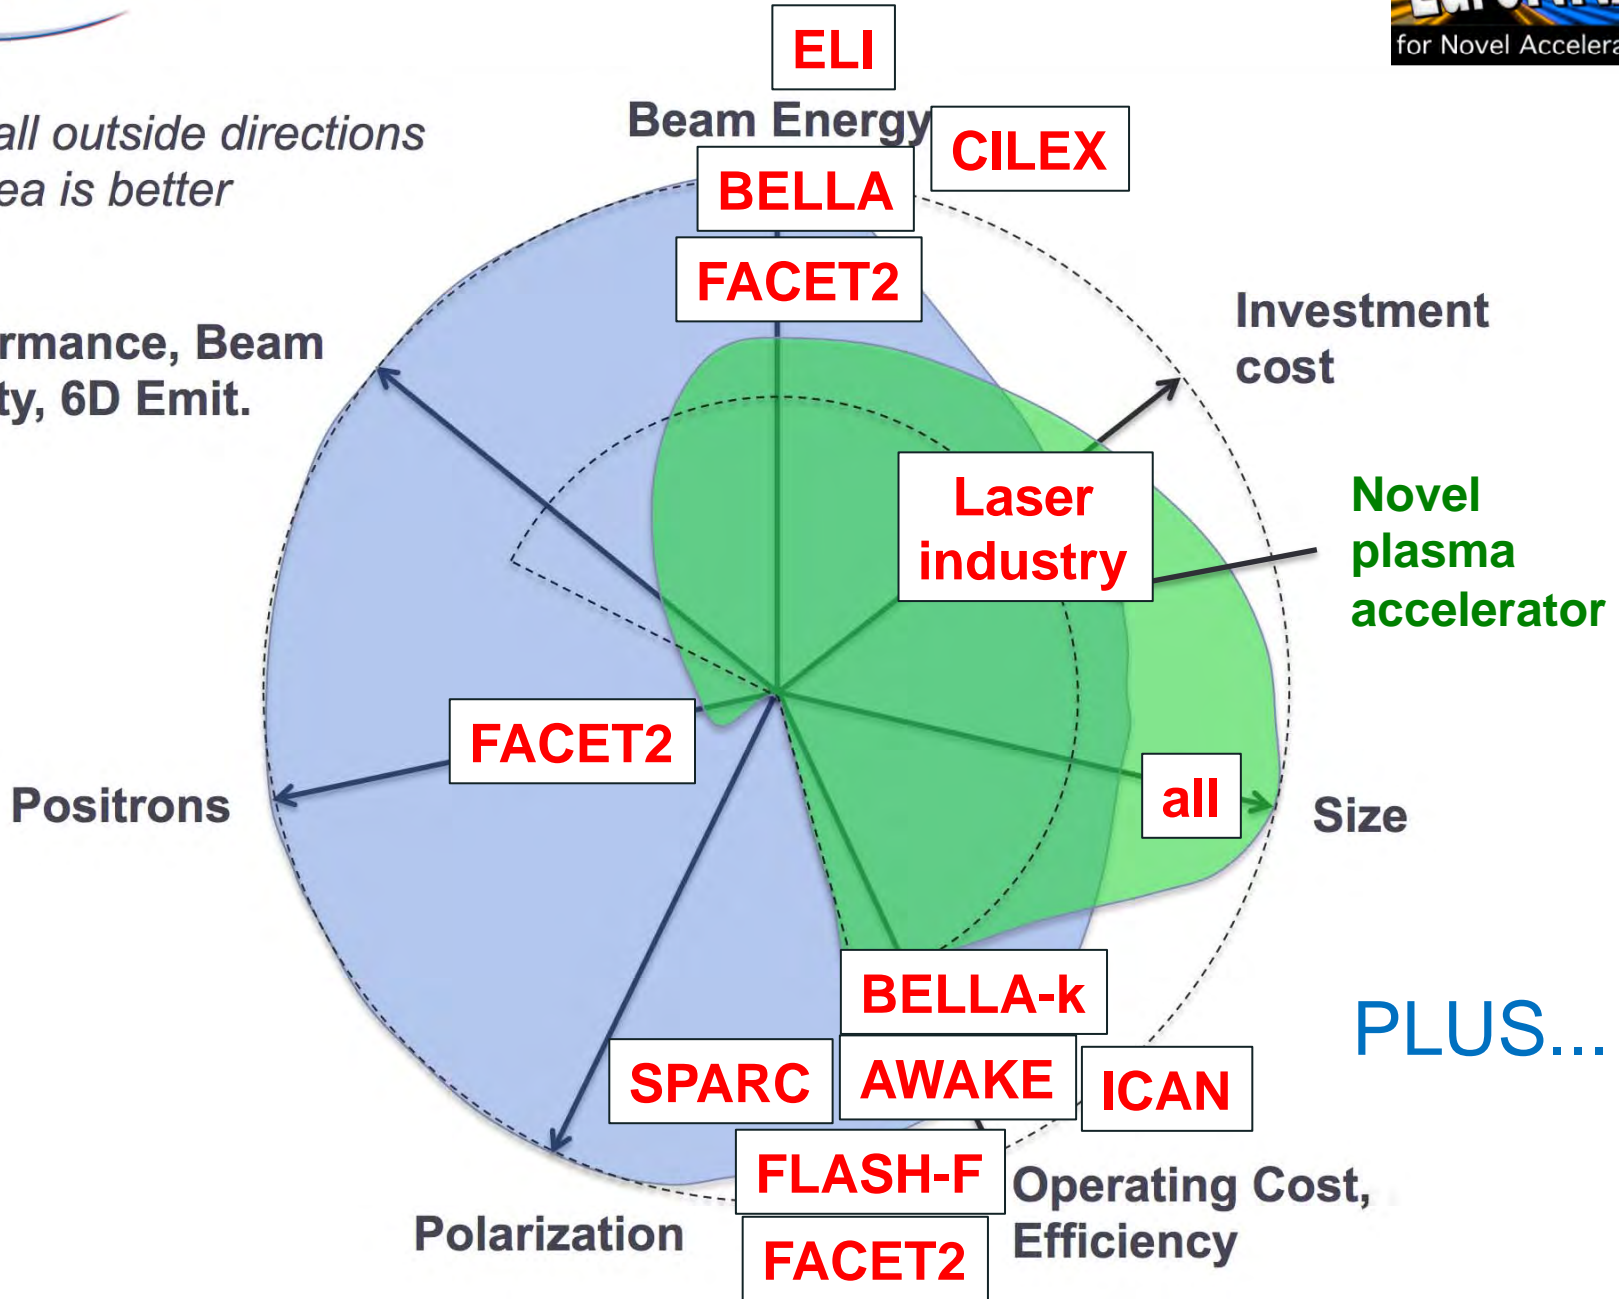 for Novel Accelera
ELI
all outside directions
ea is better
Beam Energy
CILEX
BELLA
FACET2
Investment
cost
rmance, Beam
ty, 6D Emit.
Laser
industry
Novel
plasma
accelerator
FACET2
Positrons
all
Size
BELLA-k
PLUS...
SPARC
AWAKE
ICAN
FLASH-F
Operating Cost,
Efficiency
Polarization
FACET2